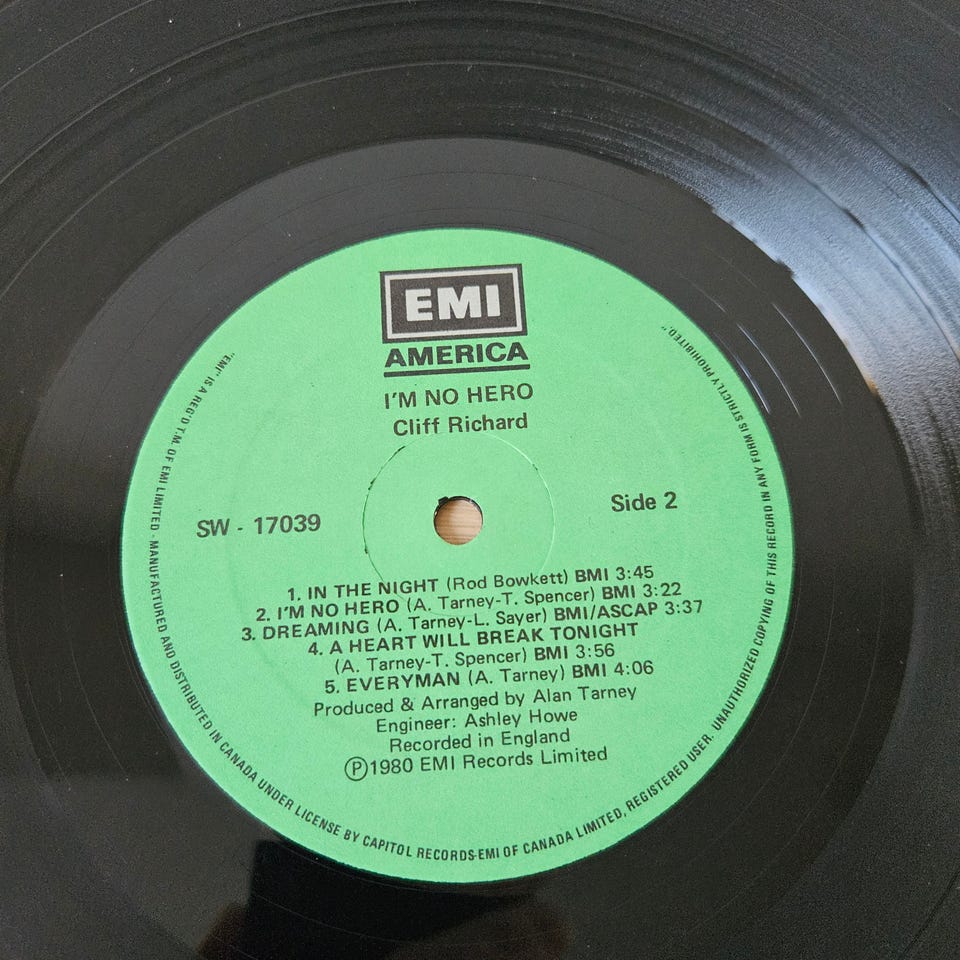 EMI
AMERICA
I'M NO HERO
Cliff Richard
SW - 17039
Side 2
1. IN THE NIGHT (Rod Bowkett) BMI 3:45
2. I'M NO HERO (A. Tarney-T. Spencer) BMI 3:22
3. DREAMING (A. Tarney-L. Sayer) BMI/ASCAP 3:37
4. A HEART WILL BREAK TONIGHT
(A. Tarney-T. Spencer) BMI 3:56
5. EVERYMAN (A. Tarney) BMI 4:06
Produced & Arranged by Alan Tarney
Engineer: Ashley Howe
Recorded in England
Ⓟ1980 EMI Records Limited
"EMI" IS A REG'D T.M. OF EMI LIMITED - MANUFACTURED AND DISTRIBUTED IN CANADA UNDER LICENSE BY CAPITOL RECORDS-EMI OF CANADA LIMITED, REGISTERED USER. UNAUTHORIZED COPYING OF THIS RECORD IN ANY FORM IS STRICTLY PROHIBITED."